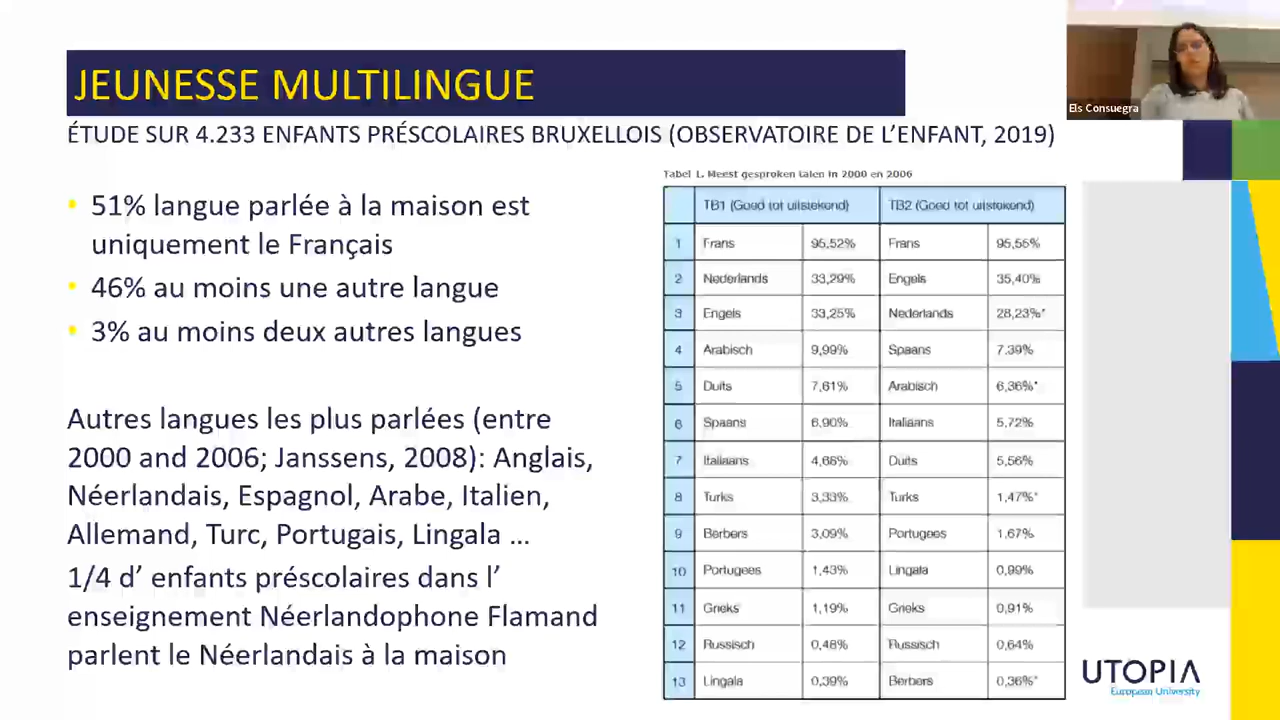 JEUNESSE MULTILINGUE
Els Consuegra
ÉTUDE SUR 4.233 ENFANTS PRÉSCOLAIRES BRUXELLOIS (OBSERVATOIRE DE L'ENFANT, 2019)
• 51% langue parlée à la maison est
uniquement le Français
• 46% au moins une autre langue
• 3% au moins deux autres langues
Autres langues les plus parlées (entre
2000 and 2006; Janssens, 2008): Anglais,
Néerlandais, Espagnol, Arabe, Italien,
Allemand, Turc, Portugais, Lingala ...
1/4 d' enfants préscolaires dans l'
enseignement Néerlandophone Flamand
parlent le Néerlandais à la maison
Tabel 1. Meest gesproken talen in 2000 en 2006
TB1 (Goed tot uitstekend) TB2 (Goed tot uitstekend)
1 Frans 95,52% Frans 95,55%
2 Nederlands 33,29% Engels 35,40%
3 Engels 33,25% Nederlands 28,23%*
4 Arabisch 9,99% Spaans 7.39%
5 Duits 7,61% Arabisch 6,36%*
6 Spaans 6,90% Italiaans 5,72%
7 Italiaans 4,68% Duits 5,56%
8 Turks 3,33% Turks 1,47%*
9 Berbers 3,09% Portugees 1,67%
10 Portugees 1,43% Lingala 0,99%
11 Grieks 1,19% Grieks 0,91%
12 Russisch 0,48% Russisch 0,64%
13 Lingala 0,39% Berbers 0,36%*
UTOPIA
European University